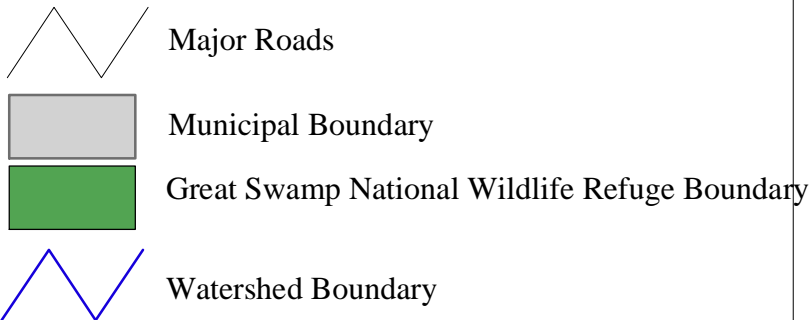 Major Roads
Municipal Boundary
Great Swamp National Wildlife Refuge Boundary
Watershed Boundary